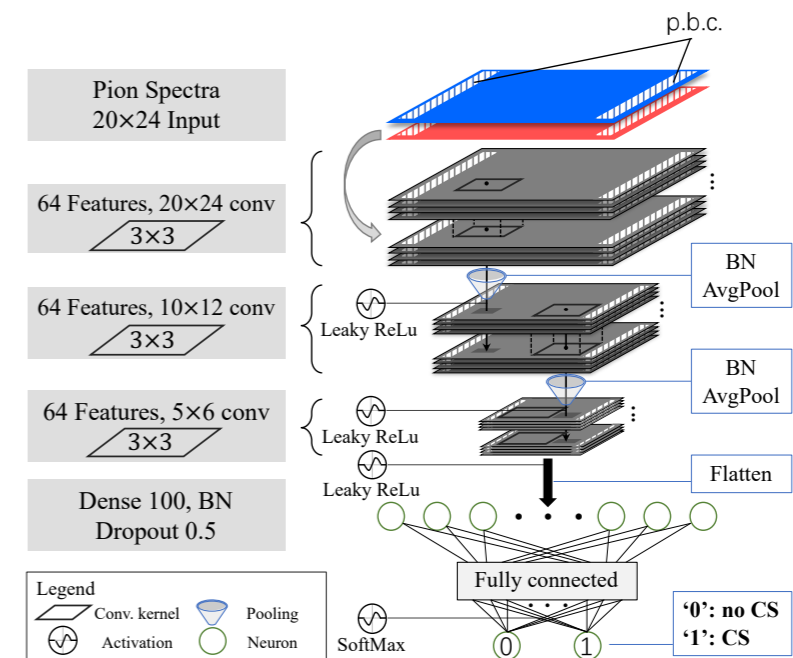 p.b.c.
Pion Spectra
20×24 Input
64 Features, 20×24 conv
3×3
BN
AvgPool
64 Features, 10×12 conv
3×3
Leaky ReLu
BN
AvgPool
64 Features, 5×6 conv
3×3
Leaky ReLu
Leaky ReLu
Flatten
Dense 100, BN
Dropout 0.5
Fully connected
Legend
Conv. kernel
Pooling
Activation
Neuron
SoftMax
0
1
‘0’: no CS
‘1’: CS